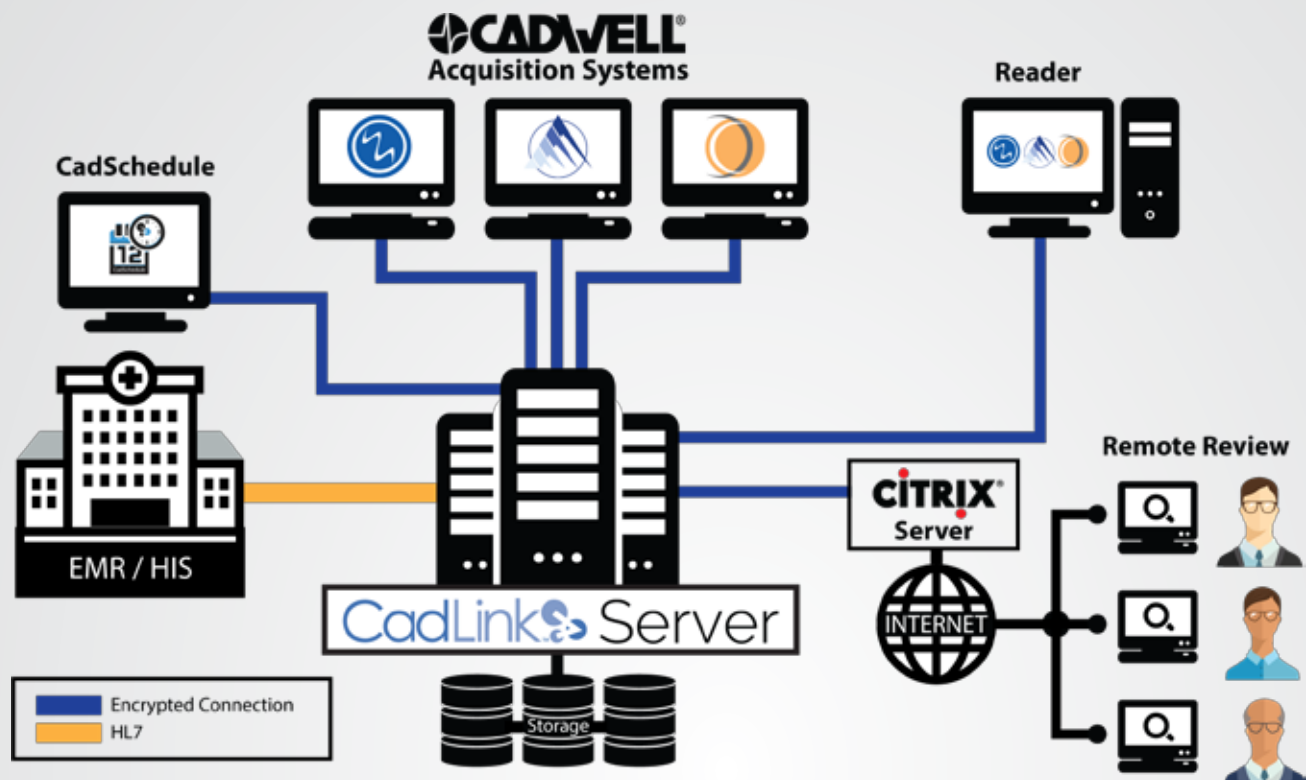 CADWELL®
Acquisition Systems
Reader
CadSchedule
12
CadSchedule
EMR / HIS
CiTRIX®
Server
Remote Review
INTERNET
CadLink Server
Storage
Encrypted Connection
HL7